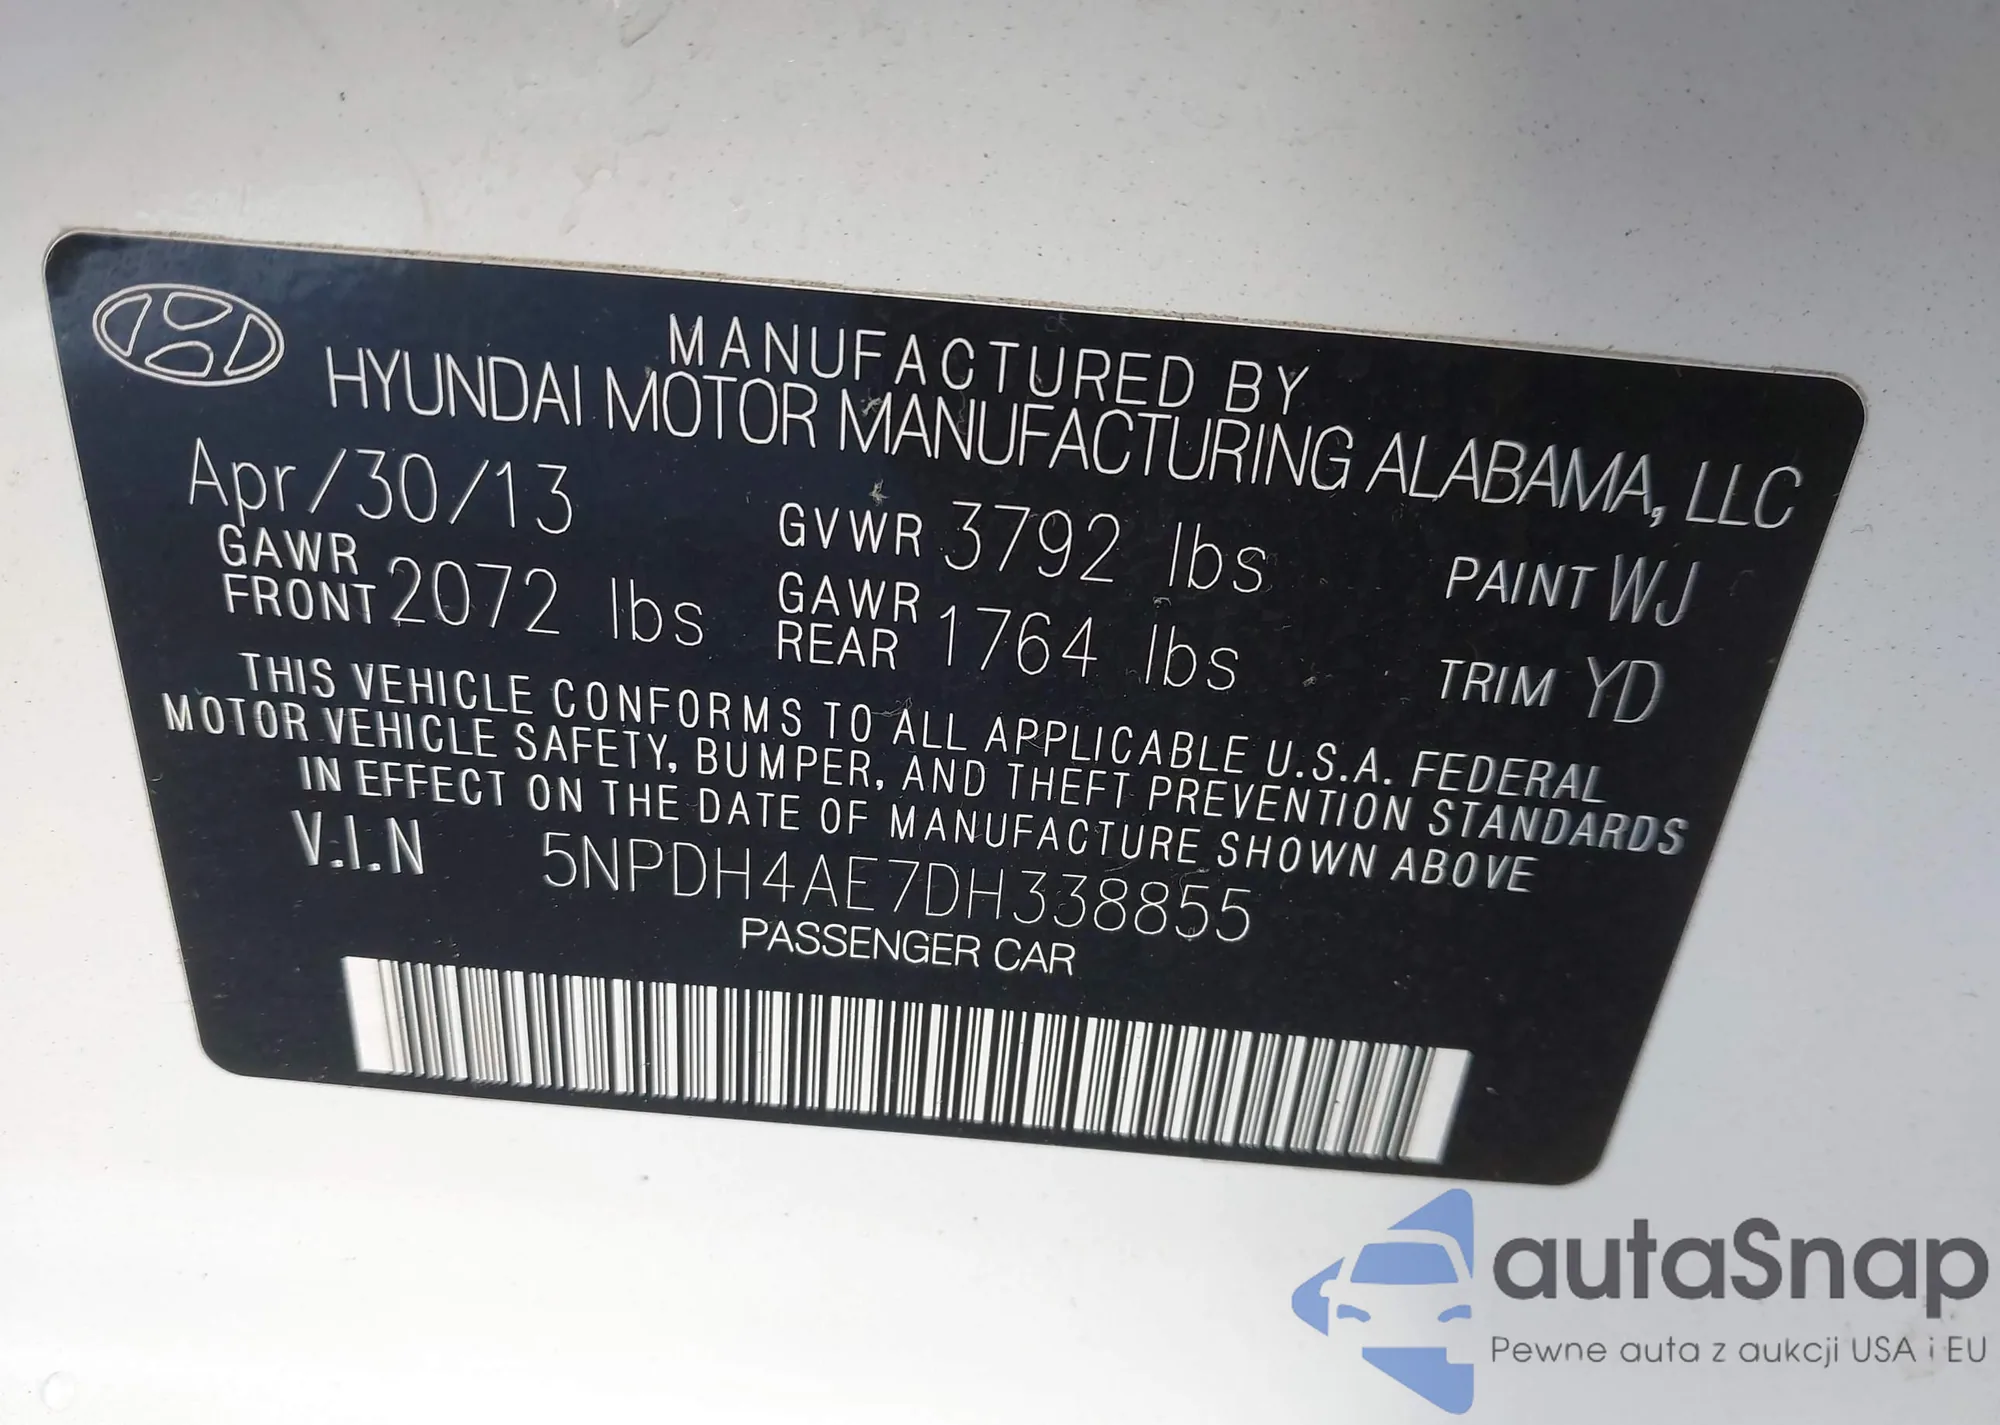 MANUFACTURED BY
HYUNDAI MOTOR MANUFACTURING ALABAMA, LLC
Apr/30/13 GVWR 3792 lbs PAINT WJ
GAWR FRONT 2072 lbs GAWR REAR 1764 lbs TRIM YD
THIS VEHICLE CONFORMS TO ALL APPLICABLE U.S.A. FEDERAL
MOTOR VEHICLE SAFETY, BUMPER, AND THEFT PREVENTION STANDARDS
IN EFFECT ON THE DATE OF MANUFACTURE SHOWN ABOVE
V.I.N 5NPDH4AE7DH338855
PASSENGER CAR
autaSnap
Pewne auta z aukcji USA i EU